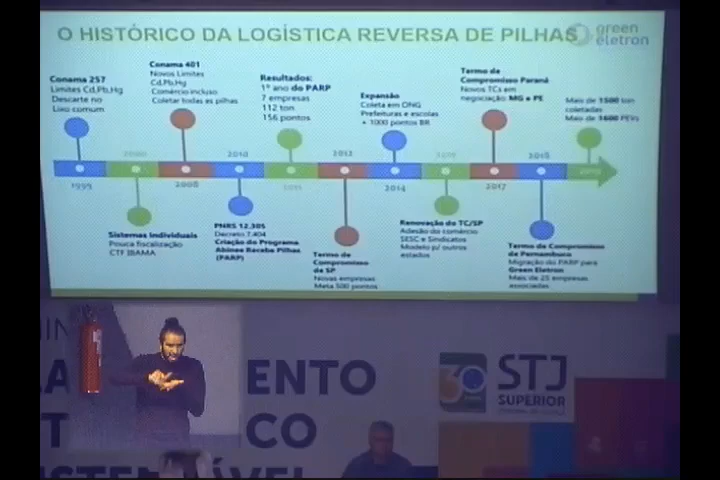 O HISTÓRICO DA LOGÍSTICA REVERSA DE PILHAS
green
eletron
Conama 257
Limites Cd,Pb,Hg
Descarte no
Lixo comum
Conama 401
Novos Limites
Cd,Pb,Hg
Comércio incluso
Coletar todas as pilhas
Resultados:
1º ano do PARP
7 empresas
112 ton
156 pontos
Expansão
Coleta em ONG
Prefeituras e escolas
+ 1000 pontos BR
Termo de
Compromisso Paraná
Novos TCs em
negociação: MG e PE
Mais de 1500 ton
coletadas
Mais de 1600 PEVs
1999
2008
2010
2011
2012
2014
2017
2018
Sistemas Individuais
Pouca fiscalização
CTF IBAMA
PNRS 12.305
Decreto 7.404
Criação do Programa
Abinee Recebe Pilhas
(PARP)
Termo de
Compromisso
de SP
Novas empresas
Meta 500 pontos
Renovação do TC/SP
Adesão do comércio
SESC e Sindicatos
Modelo p/ outros
estados
Termo de Compromisso
de Pernambuco
Migração do PARP para
Green Eletron
Mais de 25 empresas
associadas
ENTO
CO
30
STJ
SUPERIOR